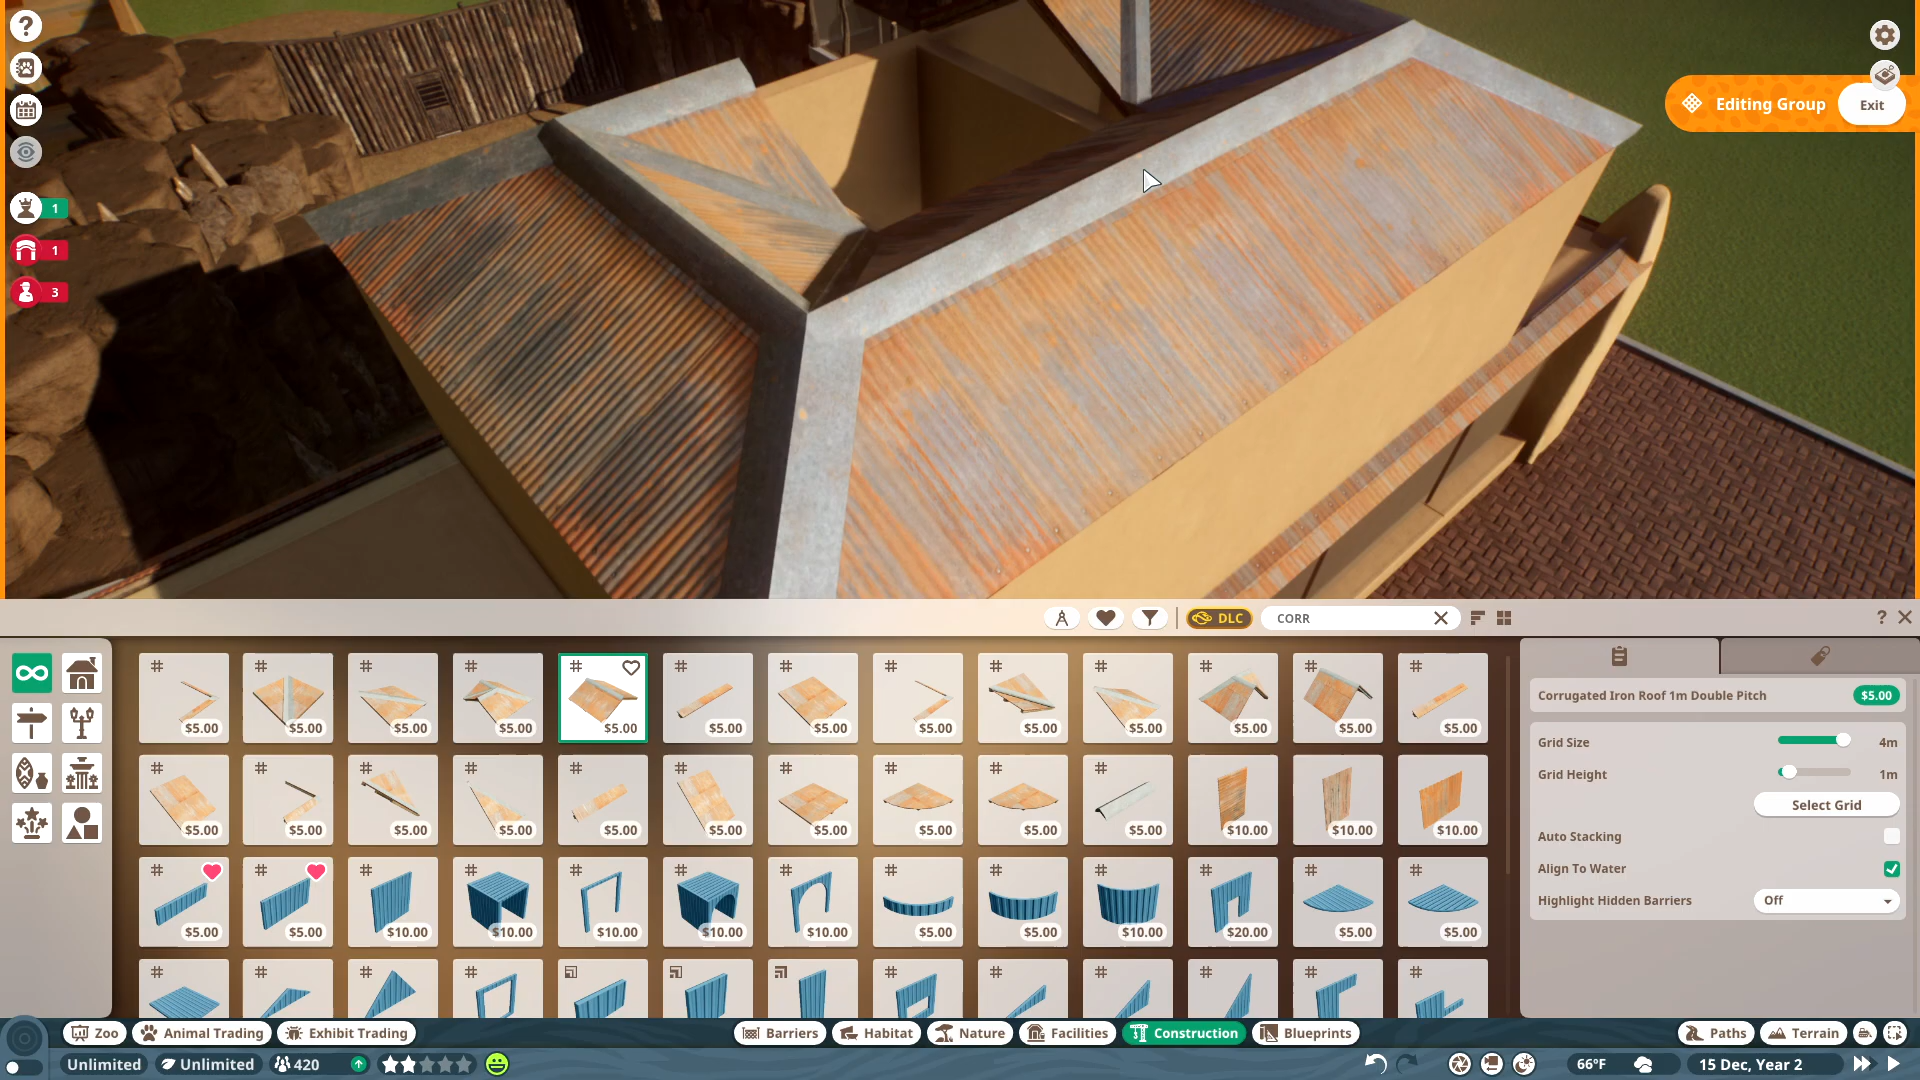 ?
Editing Group
Exit
1
1
3
DLC
CORR
?
$5.00 $5.00 $5.00 $5.00 $5.00 $5.00 $5.00 $5.00 $5.00 $5.00 $5.00 $5.00 $5.00
$5.00 $5.00 $5.00 $5.00 $5.00 $5.00 $5.00 $5.00 $5.00 $5.00 $10.00 $10.00 $10.00
$5.00 $5.00 $10.00 $10.00 $10.00 $10.00 $10.00 $5.00 $5.00 $10.00 $20.00 $5.00 $5.00
Corrugated Iron Roof 1m Double Pitch $5.00
Grid Size 4m
Grid Height 1m
Select Grid
Auto Stacking
Align To Water
Highlight Hidden Barriers Off
Zoo Animal Trading Exhibit Trading Barriers Habitat Nature Facilities Construction Blueprints Paths Terrain
Unlimited Unlimited 420 66°F 15 Dec, Year 2